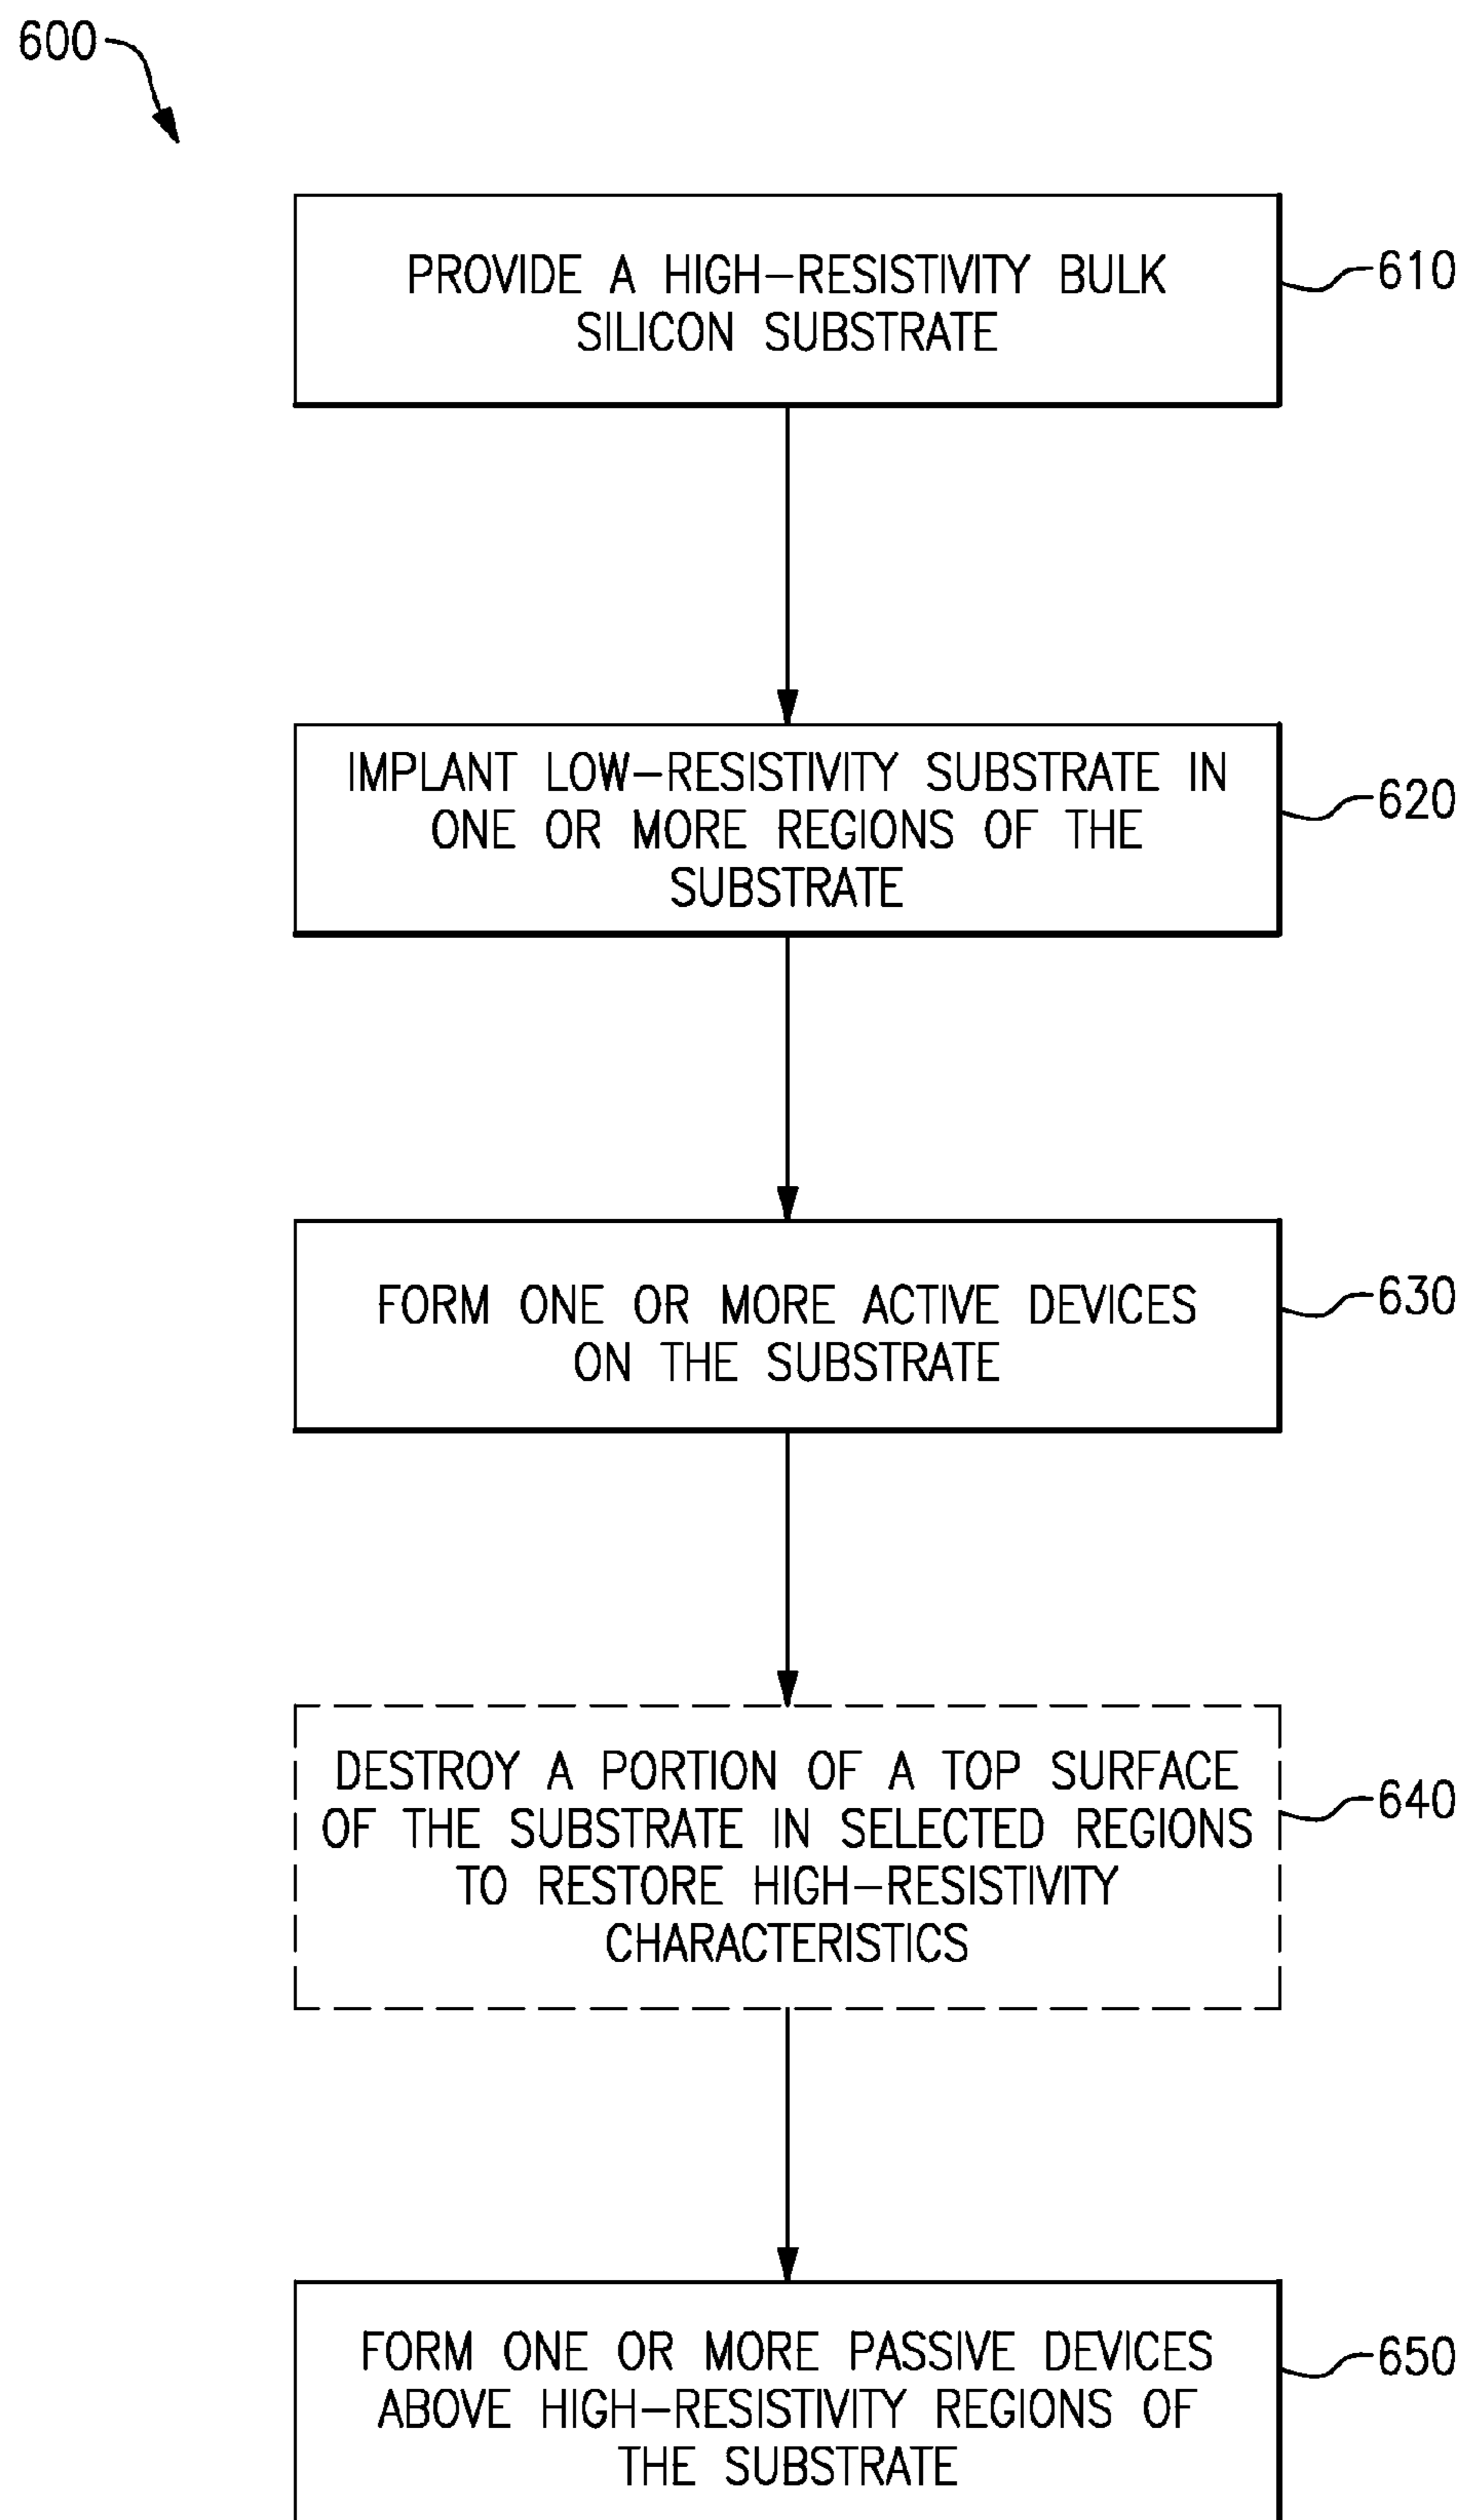 600
PROVIDE A HIGH-RESISTIVITY BULK
SILICON SUBSTRATE
610
IMPLANT LOW-RESISTIVITY SUBSTRATE IN
ONE OR MORE REGIONS OF THE
SUBSTRATE
620
FORM ONE OR MORE ACTIVE DEVICES
ON THE SUBSTRATE
630
DESTROY A PORTION OF A TOP SURFACE
OF THE SUBSTRATE IN SELECTED REGIONS
TO RESTORE HIGH-RESISTIVITY
CHARACTERISTICS
640
FORM ONE OR MORE PASSIVE DEVICES
ABOVE HIGH-RESISTIVITY REGIONS OF
THE SUBSTRATE
650